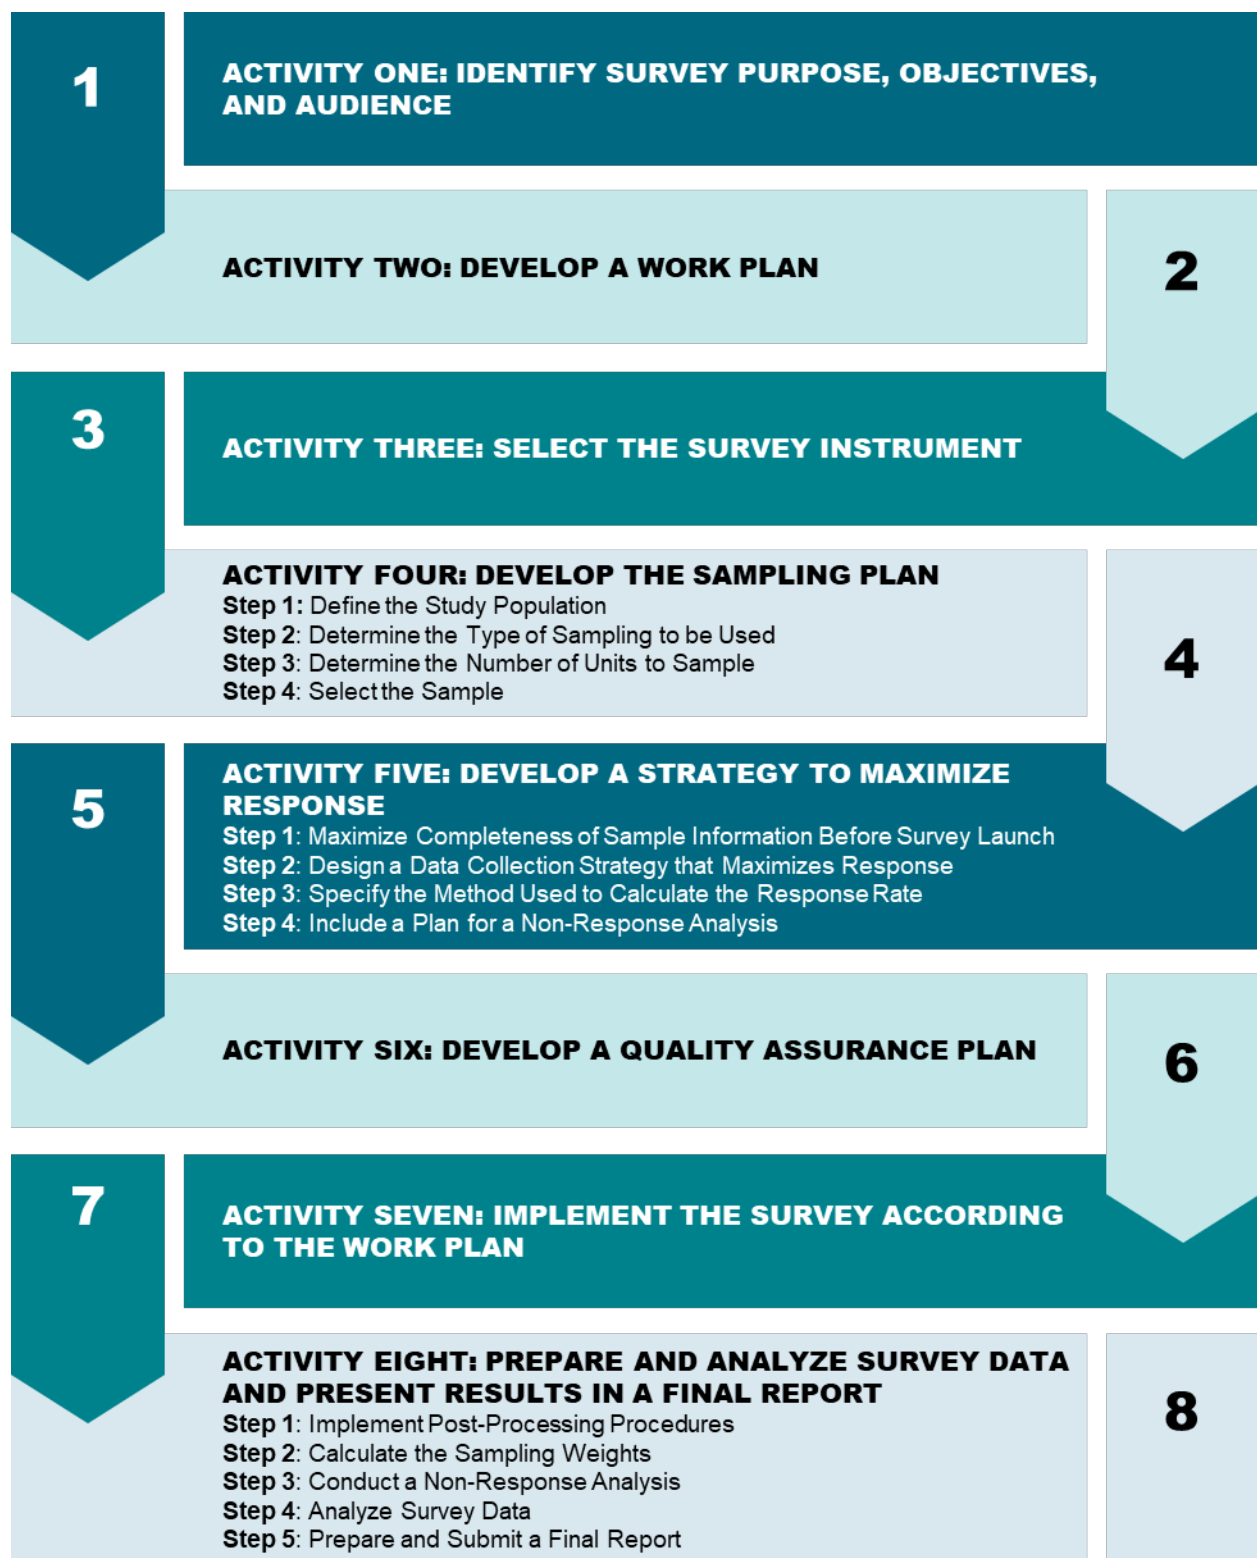 1
ACTIVITY ONE: IDENTIFY SURVEY PURPOSE, OBJECTIVES,
AND AUDIENCE
ACTIVITY TWO: DEVELOP A WORK PLAN
2
3
ACTIVITY THREE: SELECT THE SURVEY INSTRUMENT
ACTIVITY FOUR: DEVELOP THE SAMPLING PLAN
Step 1: Define the Study Population
Step 2: Determine the Type of Sampling to be Used
Step 3: Determine the Number of Units to Sample
Step 4: Select the Sample
4
5
ACTIVITY FIVE: DEVELOP A STRATEGY TO MAXIMIZE
RESPONSE
Step 1: Maximize Completeness of Sample Information Before Survey Launch
Step 2: Design a Data Collection Strategy that Maximizes Response
Step 3: Specify the Method Used to Calculate the Response Rate
Step 4: Include a Plan for a Non-Response Analysis
ACTIVITY SIX: DEVELOP A QUALITY ASSURANCE PLAN
6
7
ACTIVITY SEVEN: IMPLEMENT THE SURVEY ACCORDING
TO THE WORK PLAN
ACTIVITY EIGHT: PREPARE AND ANALYZE SURVEY DATA
AND PRESENT RESULTS IN A FINAL REPORT
Step 1: Implement Post-Processing Procedures
Step 2: Calculate the Sampling Weights
Step 3: Conduct a Non-Response Analysis
Step 4: Analyze Survey Data
Step 5: Prepare and Submit a Final Report
8